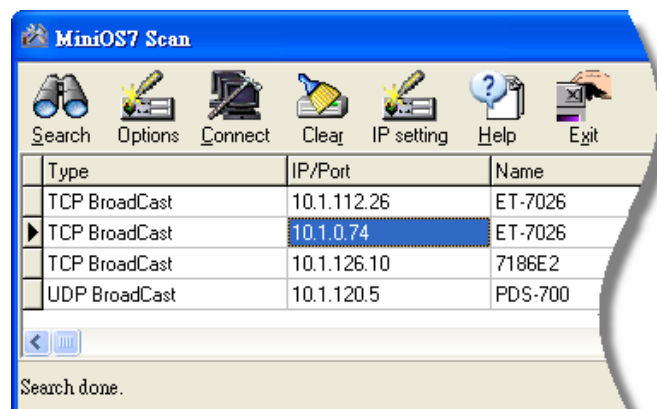 MiniOS7 Scan
Search Options Connect Clear IP setting Help Exit
Type IP/Port Name
TCP BroadCast 10.1.112.26 ET-7026
TCP BroadCast 10.1.0.74 ET-7026
TCP BroadCast 10.1.126.10 7186E2
UDP BroadCast 10.1.120.5 PDS-700
Search done.